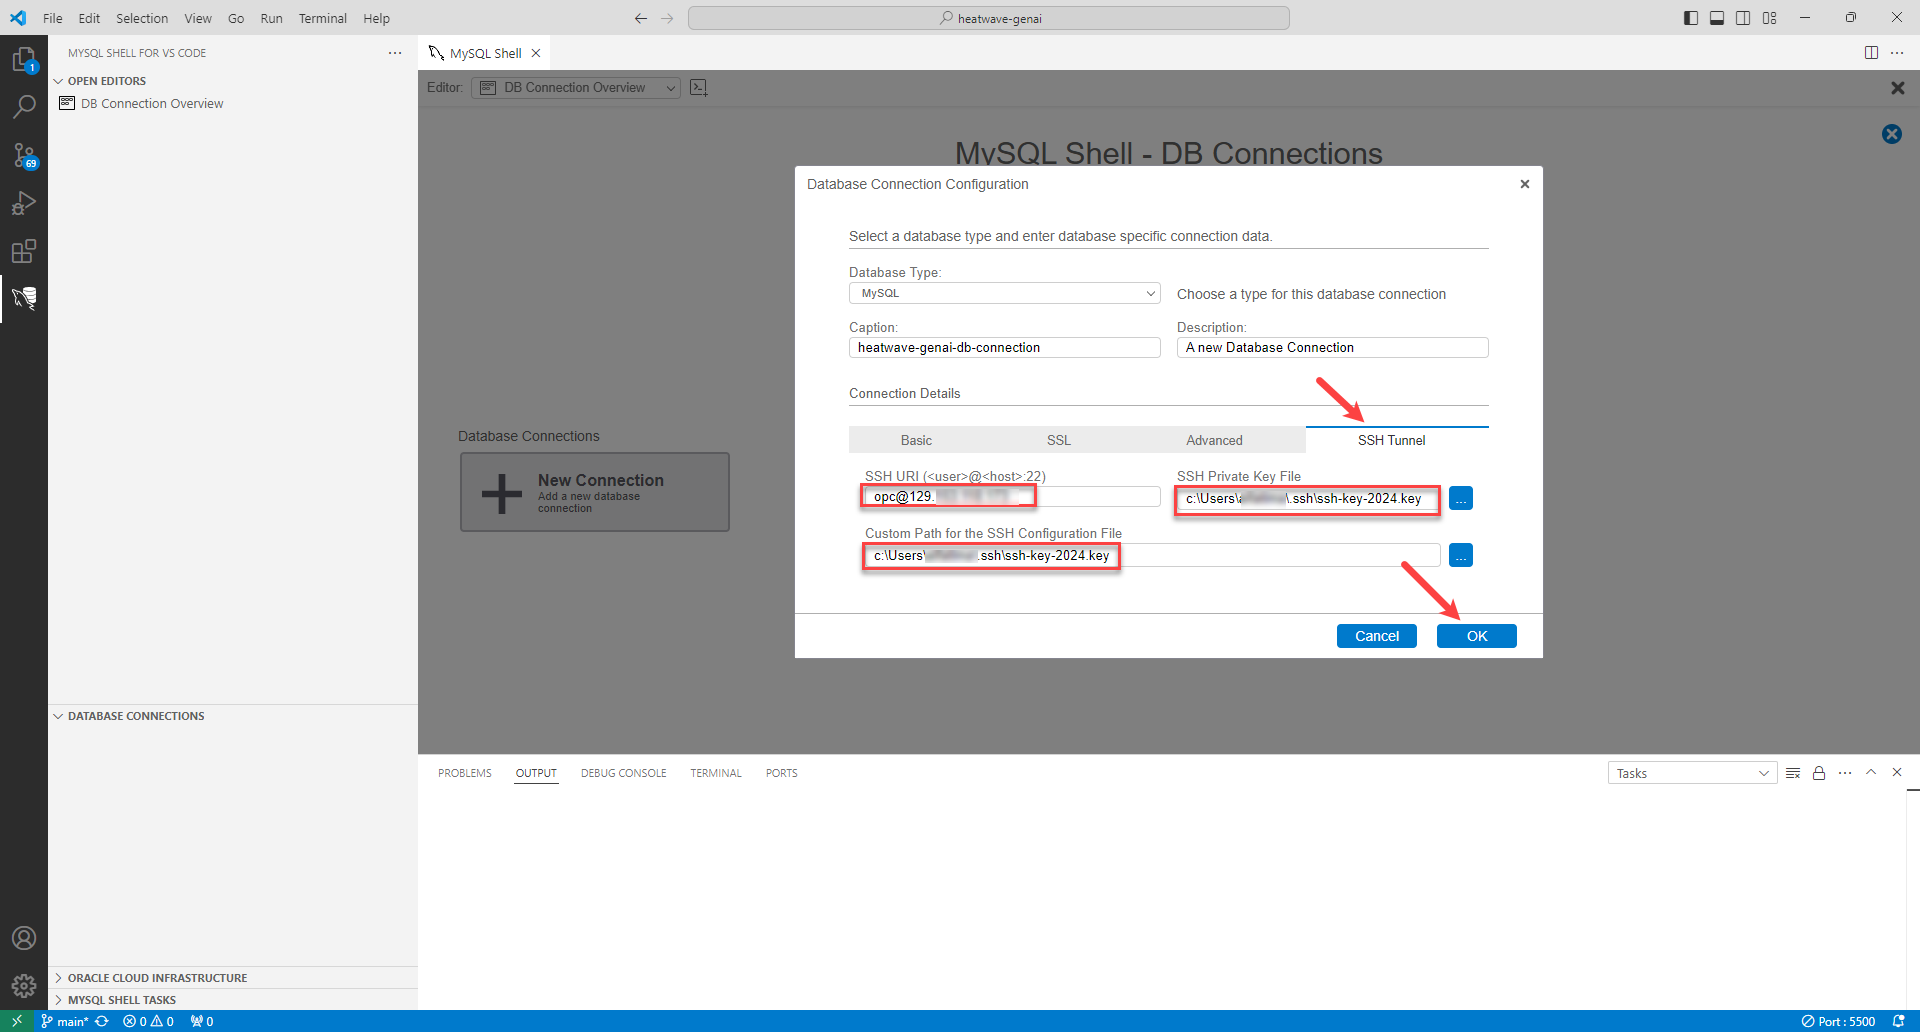 File Edit Selection View Go Run Terminal Help
heatwave-genai
MYSQL SHELL FOR VS CODE
MySQL Shell
1
OPEN EDITORS
DB Connection Overview
Editor:
DB Connection Overview
69
MySQL Shell - DB Connections
Database Connection Configuration
Select a database type and enter database specific connection data.
Database Type:
MySQL
Choose a type for this database connection
Caption:
Description:
heatwave-genai-db-connection
A new Database Connection
Connection Details
Basic SSL Advanced SSH Tunnel
SSH URI (<user>@<host>:22)
SSH Private Key File
opc@129.
c:\Users\ \.ssh\ssh-key-2024.key
...
Custom Path for the SSH Configuration File
c:\Users\ .ssh\ssh-key-2024.key
...
Cancel
OK
Database Connections
New Connection
Add a new database
connection
DATABASE CONNECTIONS
PROBLEMS OUTPUT DEBUG CONSOLE TERMINAL PORTS
Tasks
ORACLE CLOUD INFRASTRUCTURE
MYSQL SHELL TASKS
main* 0 0 0
Port : 5500